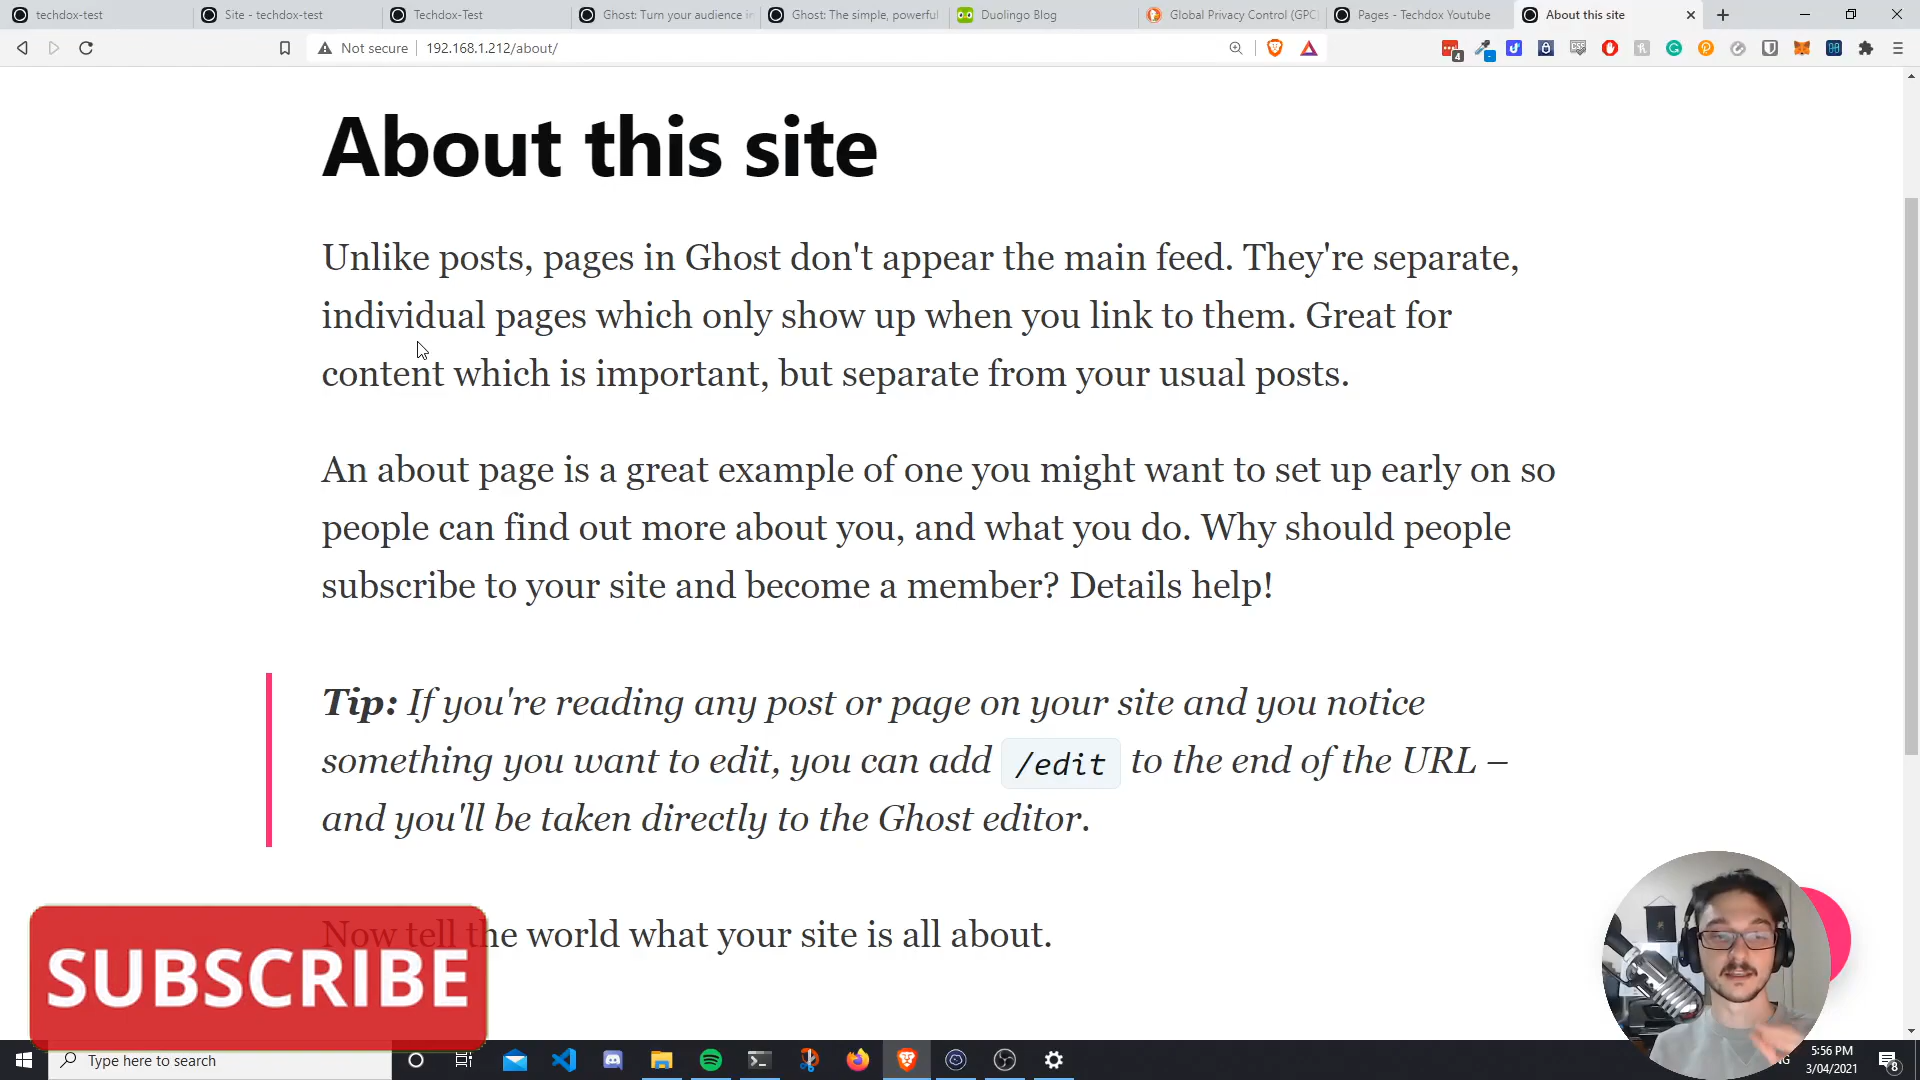 techdox-test
Site - techdox-test
Techdox-Test
Ghost: Turn your audience in
Ghost: The simple, powerful
Duolingo Blog
Global Privacy Control (GPC
Pages - Techdox Youtube
About this site
Not secure
192.168.1.212/about/
4
About this site
Unlike posts, pages in Ghost don't appear the main feed. They're separate,
individual pages which only show up when you link to them. Great for
content which is important, but separate from your usual posts.
An about page is a great example of one you might want to set up early on so
people can find out more about you, and what you do. Why should people
subscribe to your site and become a member? Details help!
Tip: If you're reading any post or page on your site and you notice
something you want to edit, you can add /edit to the end of the URL –
and you'll be taken directly to the Ghost editor.
Now tell the world what your site is all about.
SUBSCRIBE
Type here to search
5:56 PM
3/04/2021
8